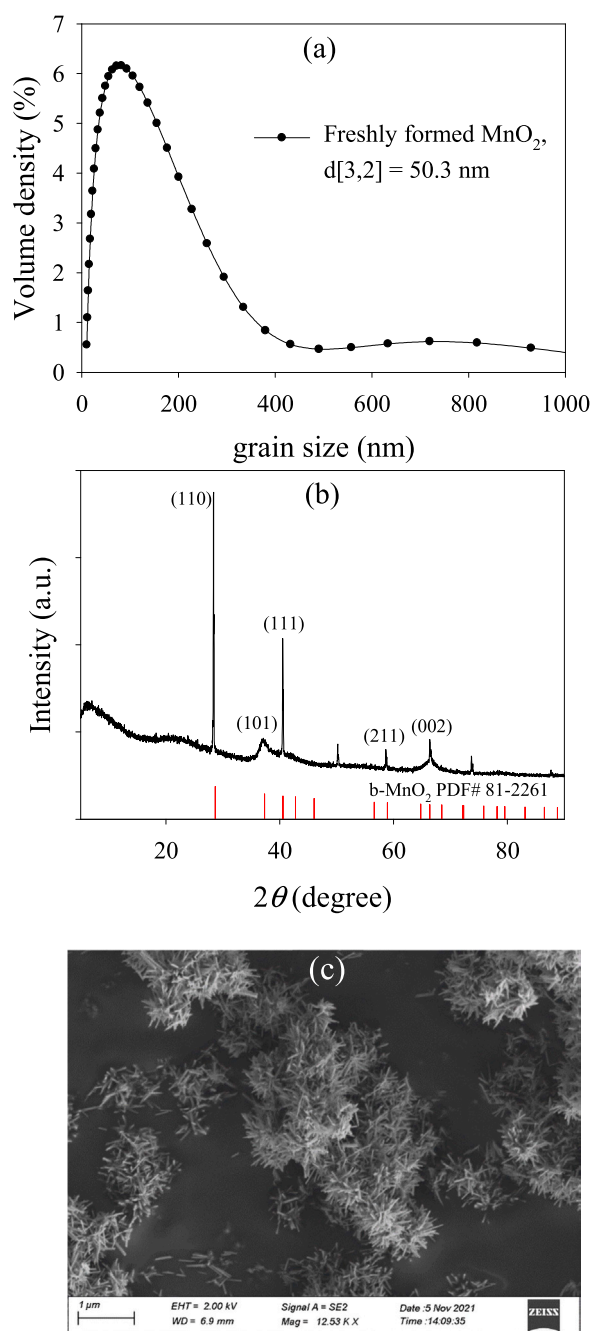 (a)
7
6
5
4
3
2
1
0
Volume density (%)
Freshly formed MnO₂,
d[3,2] = 50.3 nm
0 200 400 600 800 1000
grain size (nm)
(b)
(110)
(111)
(101)
(211)
(002)
Intensity (a.u.)
b-MnO₂ PDF# 81-2261
20 40 60 80
2θ (degree)
(c)
1 µm
EHT = 2.00 kV Signal A = SE2 Date :5 Nov 2021
WD = 6.9 mm Mag = 12.53 K X Time :14:09:35
ZEISS